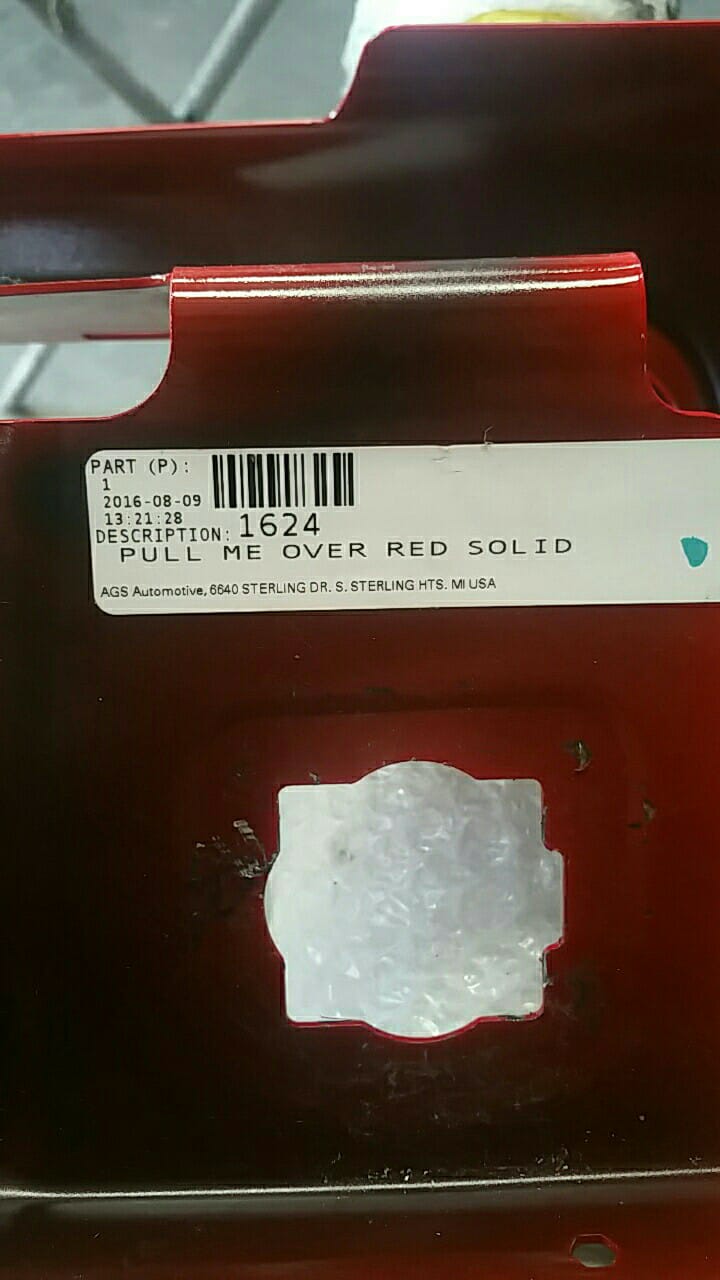 PART (P):
1
2016-08-09
13:21:28
DESCRIPTION: 1624
PULL ME OVER RED SOLID
AGS Automotive, 6640 STERLING DR. S. STERLING HTS. MI USA